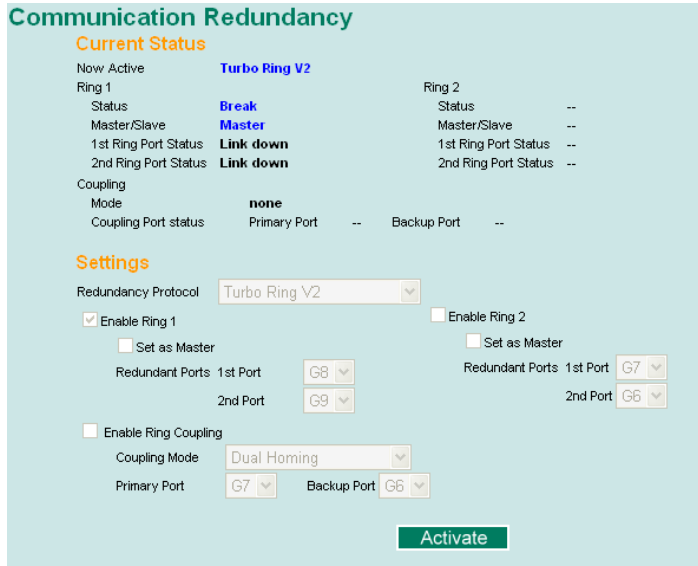 Communication Redundancy
Current Status
Now Active Turbo Ring V2
Ring 1 Ring 2
Status Break Status --
Master/Slave Master Master/Slave --
1st Ring Port Status Link down 1st Ring Port Status --
2nd Ring Port Status Link down 2nd Ring Port Status --
Coupling
Mode none
Coupling Port status Primary Port -- Backup Port --
Settings
Redundancy Protocol Turbo Ring V2
Enable Ring 1 Enable Ring 2
Set as Master Set as Master
Redundant Ports 1st Port G8 Redundant Ports 1st Port G7
2nd Port G9 2nd Port G6
Enable Ring Coupling
Coupling Mode Dual Homing
Primary Port G7 Backup Port G6
Activate